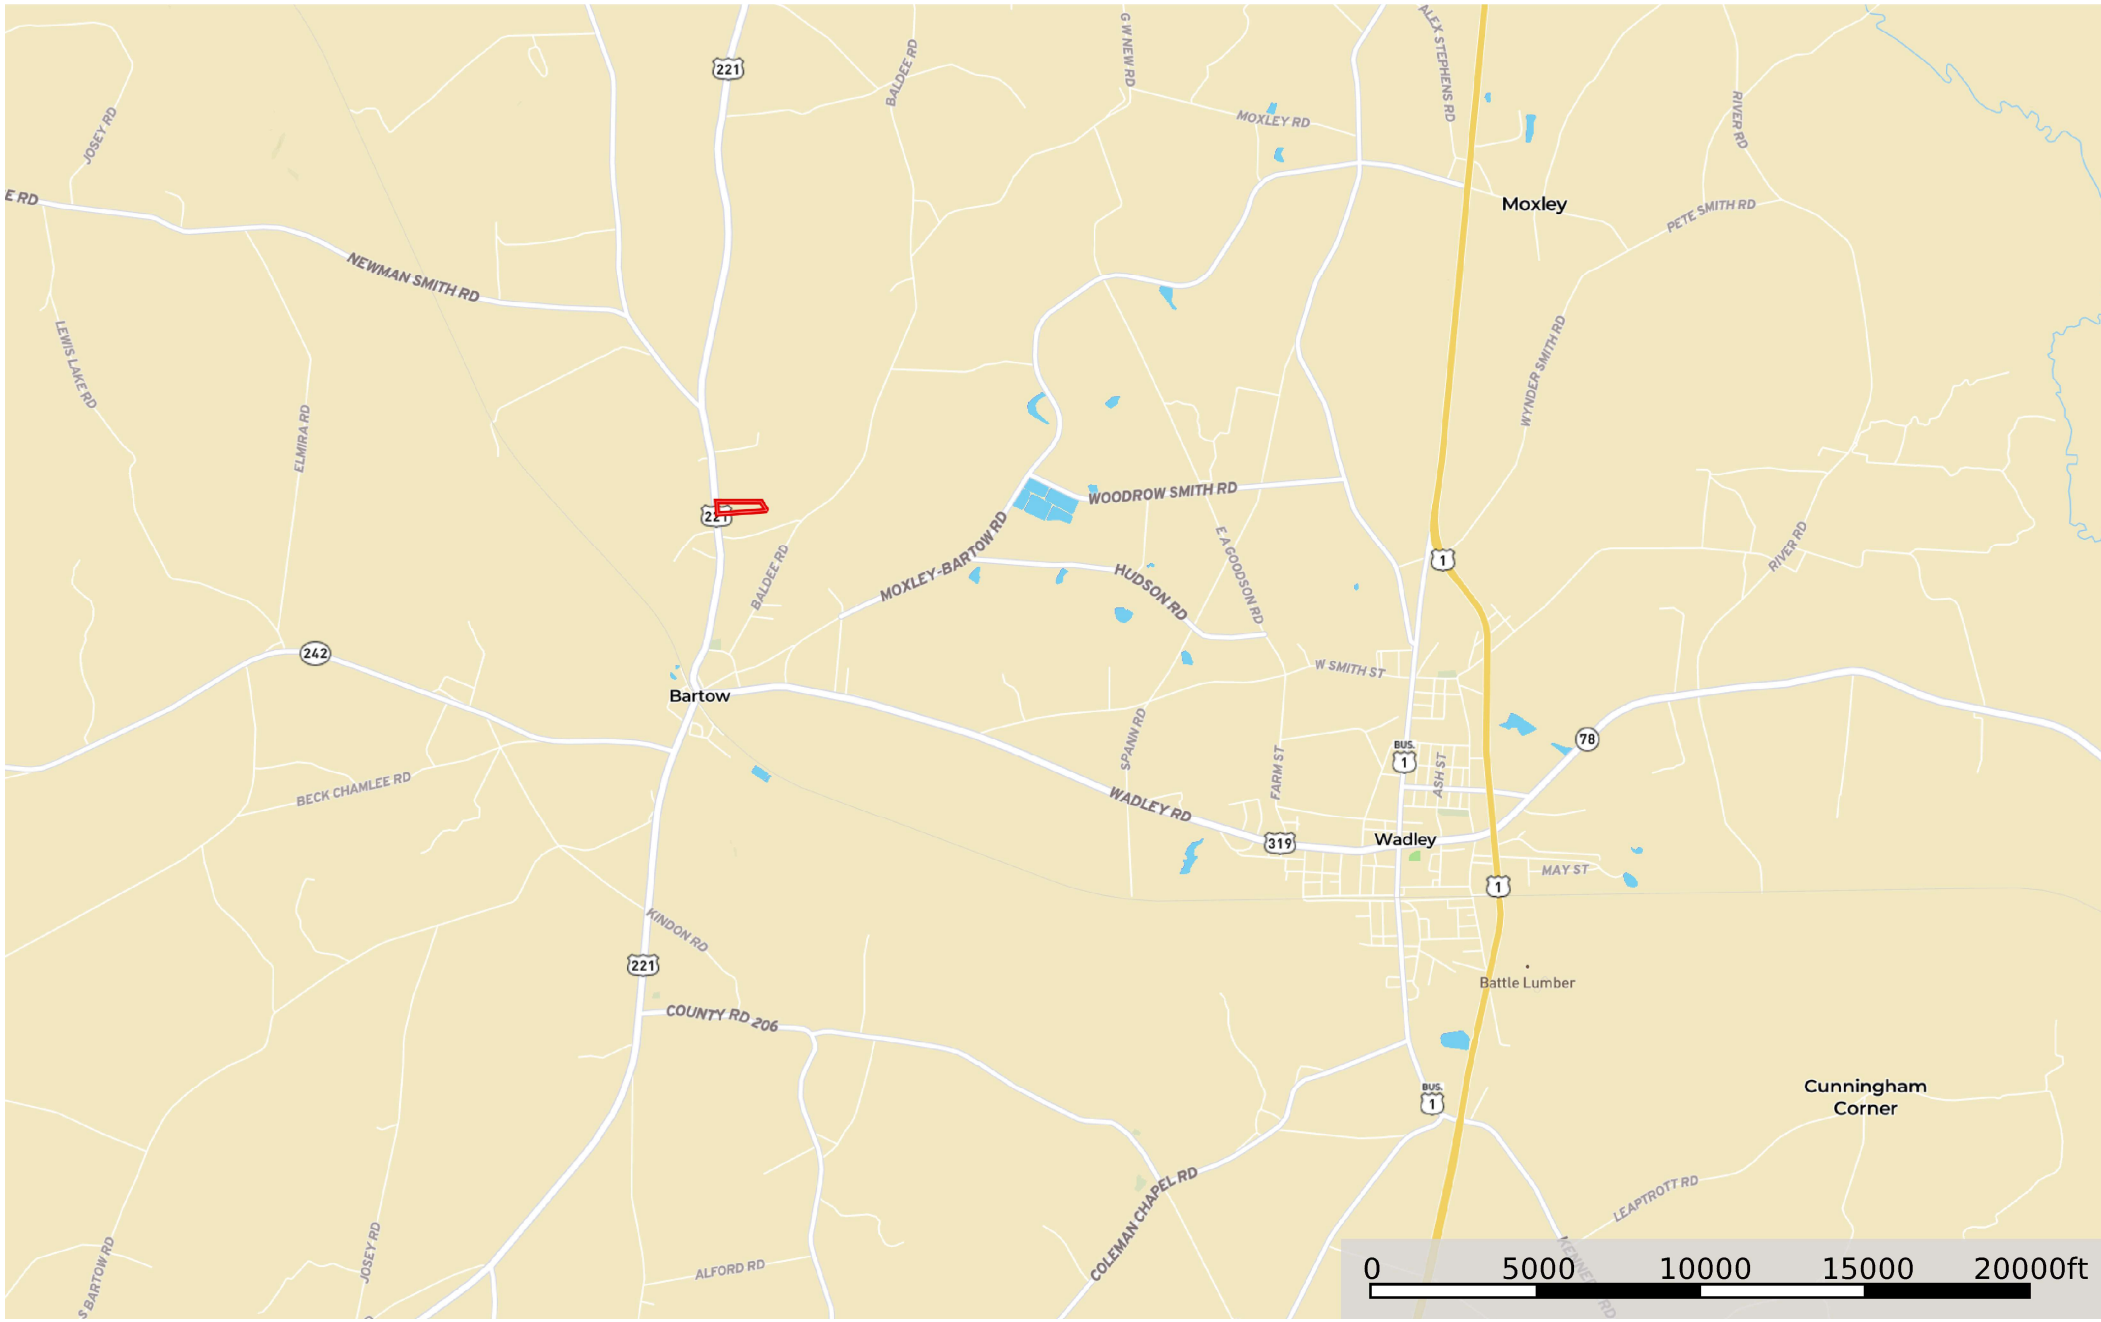 221
BALDEE RD
G W NEW RD
ALEX STEPHENS RD
JOSEY RD
MOXLEY RD
RIVER RD
E RD
Moxley
PETE SMITH RD
NEWMAN SMITH RD
LEWIS LAKE RD
ELMIRA RD
WYNDER SMITH RD
WOODROW SMITH RD
221
MOXLEY-BARTOW RD
E A GOODSON RD
BALDEE RD
HUDSON RD
1
RIVER RD
242
W SMITH ST
Bartow
SPANN RD
FARM ST
BUS.
1
ASH ST
78
BECK CHAMLEE RD
WADLEY RD
319
Wadley
MAY ST
1
KINDON RD
221
Battle Lumber
COUNTY RD 206
BUS.
1
Cunningham
Corner
COLEMAN CHAPEL RD
LEAPTROTT RD
S BARTOW RD
JOSEY RD
ALFORD RD
0 5000 10000 15000 20000ft